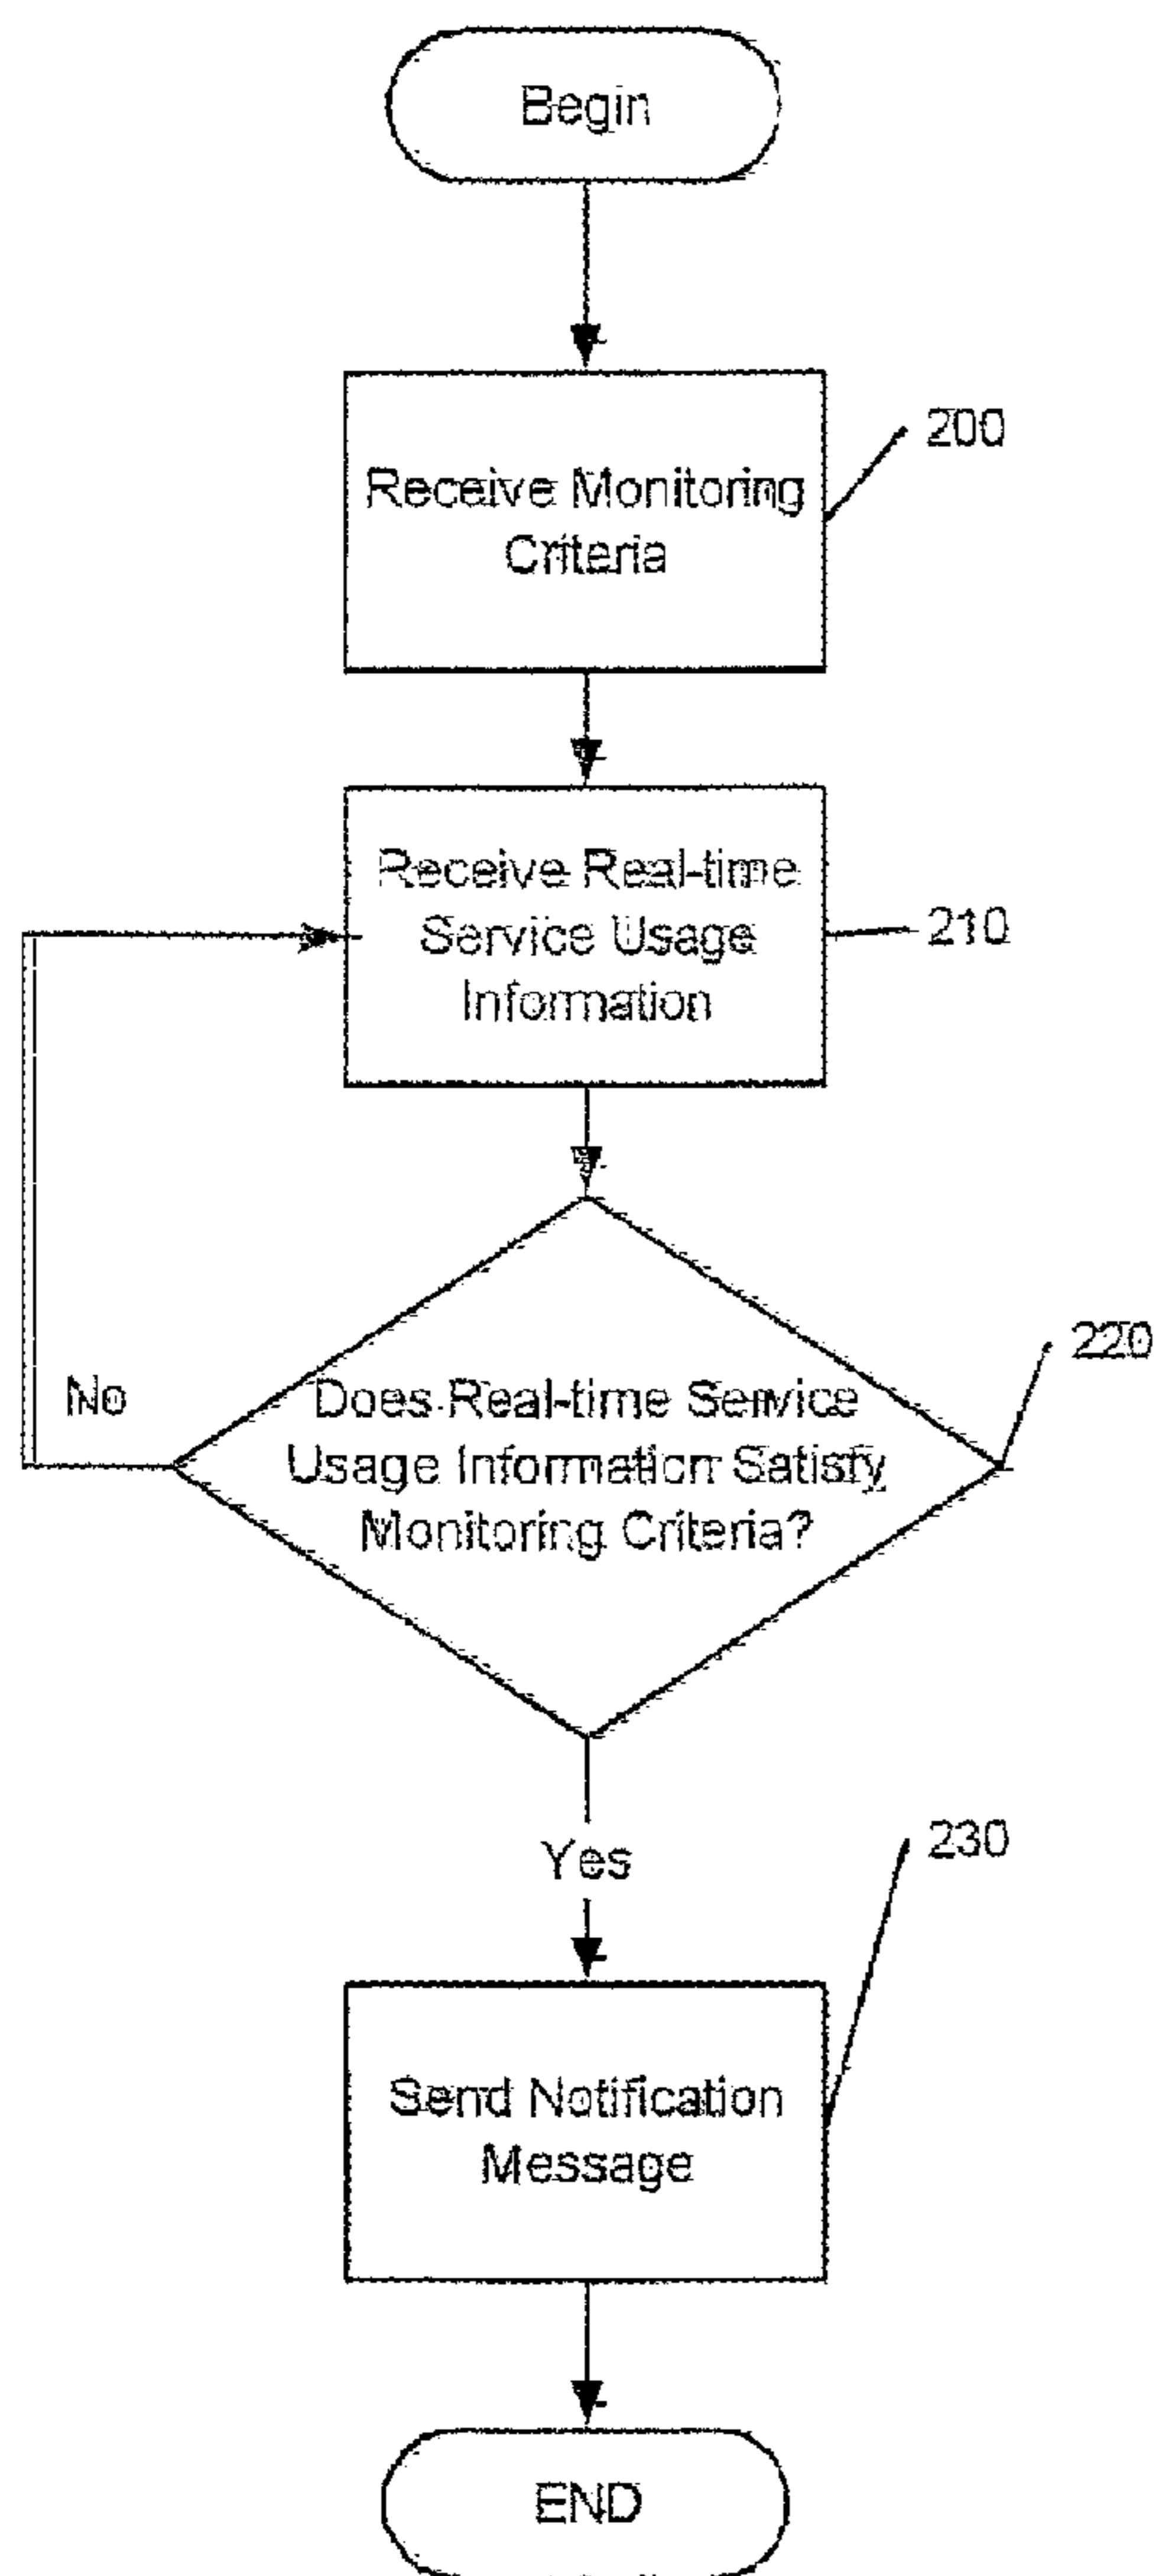 Begin
Receive Monitoring
Criteria
200
Receive Real-time
Service Usage
Information
210
Does Real-time Service
Usage Information Satisfy
Monitoring Criteria?
220
No
Yes
230
Send Notification
Message
END